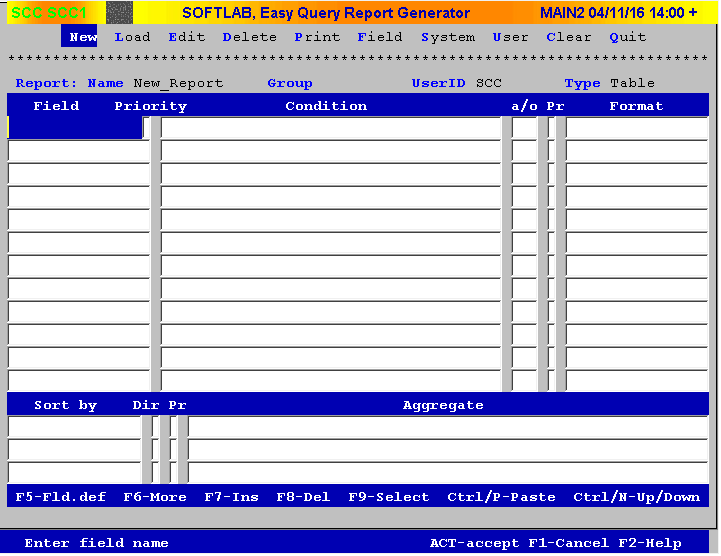 SCC SCC1 SOFTLAB, Easy Query Report Generator MAIN2 04/11/16 14:00 +
New Load Edit Delete Print Field System User Clear Quit
******************************************************************************
Report: Name New_Report Group UserID SCC Type Table
Field Priority Condition a/o Pr Format
Sort by Dir Pr Aggregate
F5-Fld.def F6-More F7-Ins F8-Del F9-Select Ctrl/P-Paste Ctrl/N-Up/Down
Enter field name ACT-accept F1-Cancel F2-Help